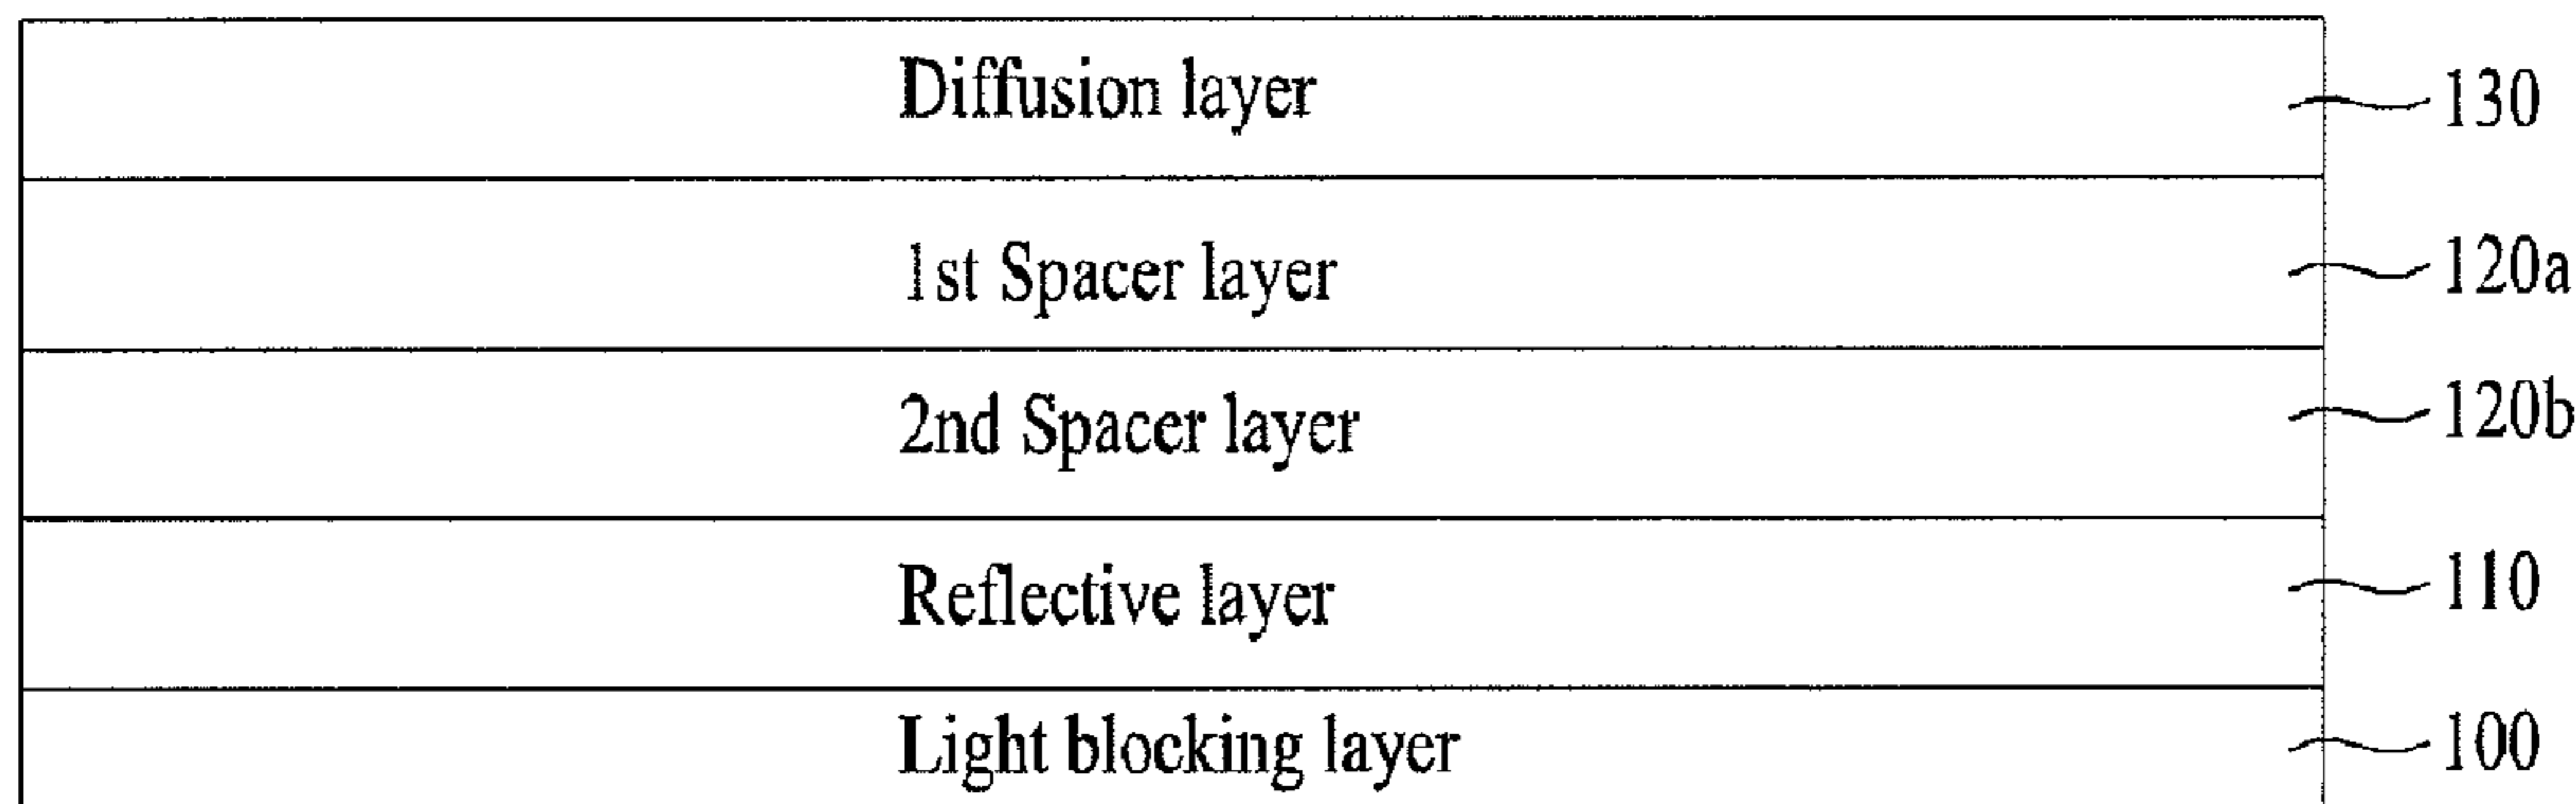 Diffusion layer 130
1st Spacer layer 120a
2nd Spacer layer 120b
Reflective layer 110
Light blocking layer 100